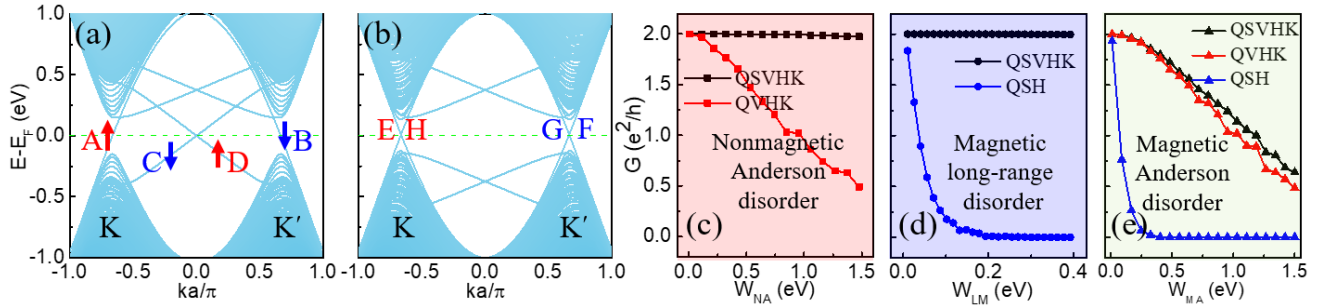 (a)
E-E_F (eV)
1.0
0.5
0.0
-0.5
-1.0
A
B
C
D
K
K′
-1.0 -0.5 0.0 0.5 1.0
ka/π
(b)
E H
G F
K
K′
-1.0 -0.5 0.0 0.5 1.0
ka/π
G (e²/h)
2.0
1.5
1.0
0.5
0.0
QSVHK
QVHK
Nonmagnetic
Anderson
disorder
(c)
0.0 0.5 1.0 1.5
W_NA (eV)
QSVHK
QSH
Magnetic
long-range
disorder
(d)
0.0 0.2 0.4
W_LM (eV)
QSVHK
QVHK
QSH
Magnetic
Anderson
disorder
(e)
0.0 0.5 1.0 1.5
W_MA (eV)